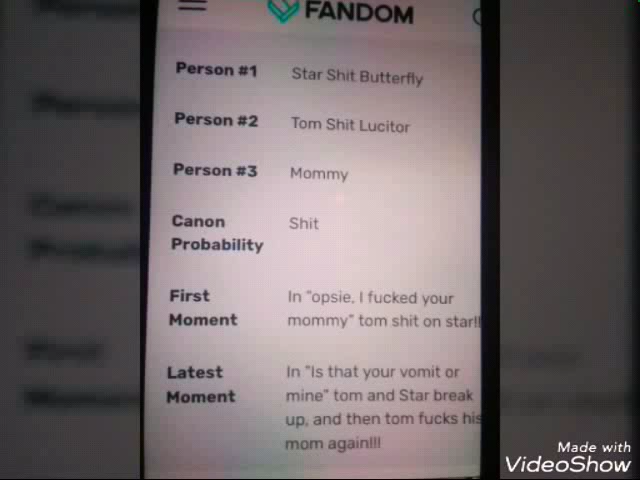 FANDOM
Person #1 Star Shit Butterfly
Person #2 Tom Shit Lucitor
Person #3 Mommy
Canon Probability Shit
First Moment In "opsie, I fucked your
mommy" tom shit on star!!
Latest Moment In "Is that your vomit or
mine" tom and Star break
up, and then tom fucks his
mom again!!!
Made with
VideoShow